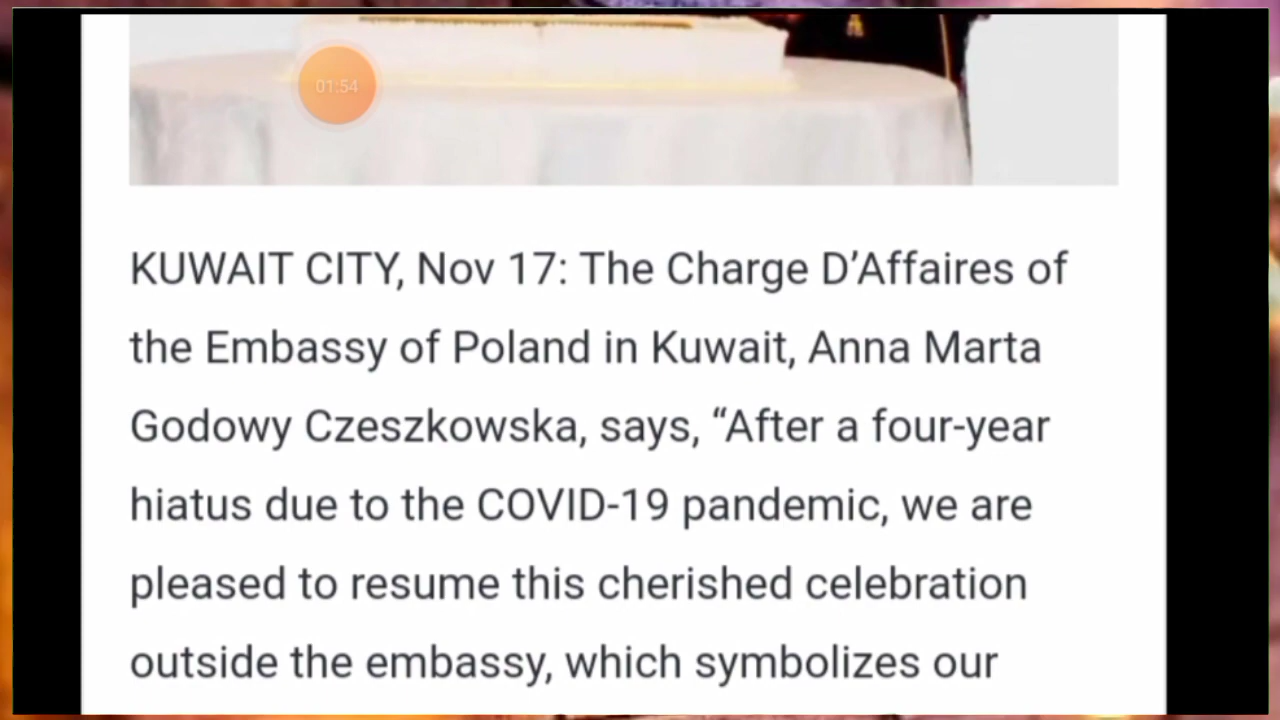 01:54
KUWAIT CITY, Nov 17: The Charge D’Affaires of
the Embassy of Poland in Kuwait, Anna Marta
Godowy Czeszkowska, says, “After a four-year
hiatus due to the COVID-19 pandemic, we are
pleased to resume this cherished celebration
outside the embassy, which symbolizes our